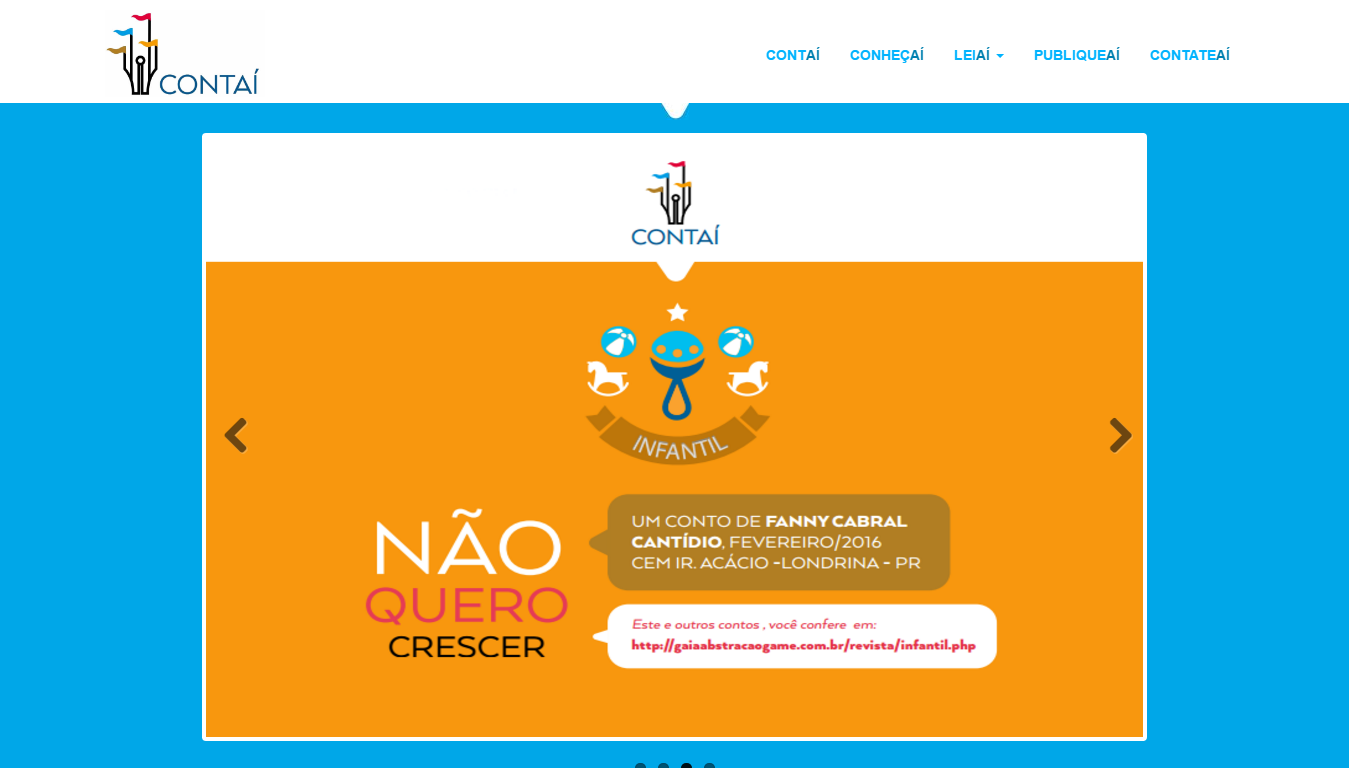 CONTAÍ
CONTAÍ CONHEÇAÍ LEIAÍ PUBLIQUEAÍ CONTATEAÍ
CONTAÍ
INFANTIL
NÃO
QUERO
CRESCER
UM CONTO DE FANNY CABRAL
CANTÍDIO, FEVEREIRO/2016
CEM IR. ACÁCIO -LONDRINA - PR
Este e outros contos , você confere em:
http://gaiaabstracaogame.com.br/revista/infantil.php